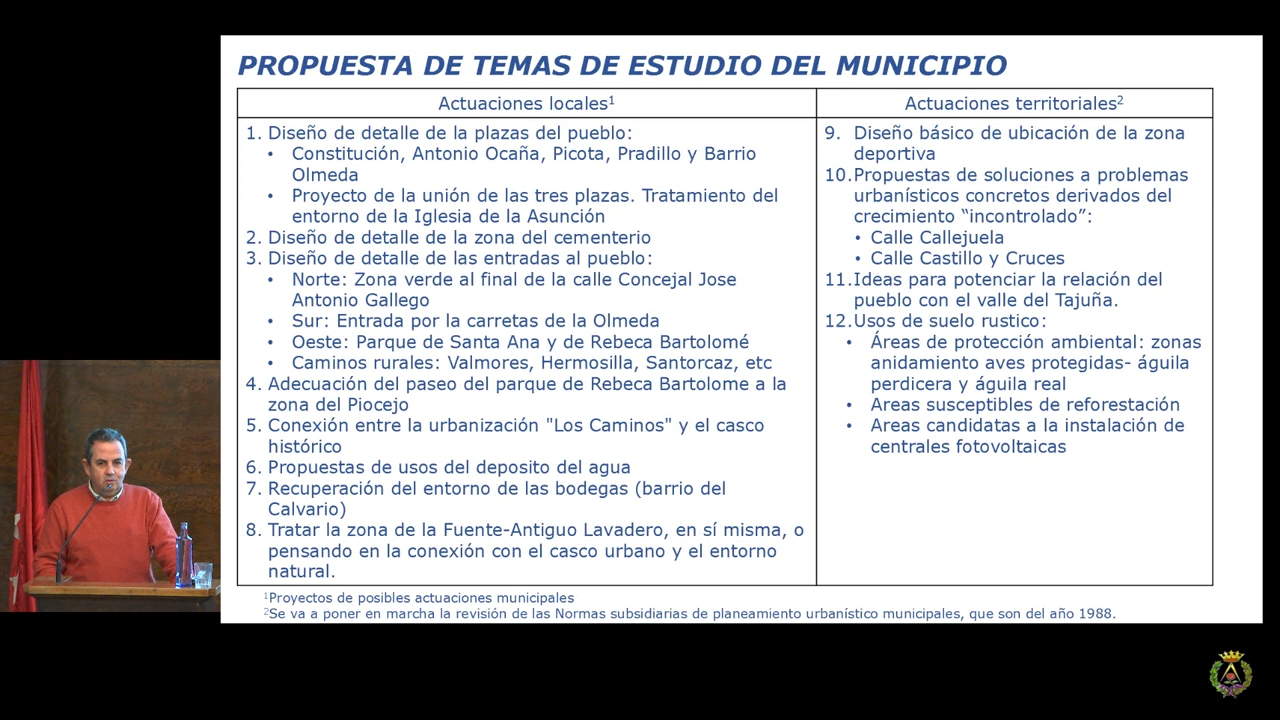 PROPUESTA DE TEMAS DE ESTUDIO DEL MUNICIPIO
Actuaciones locales¹
1. Diseño de detalle de la plazas del pueblo:
• Constitución, Antonio Ocaña, Picota, Pradillo y Barrio
Olmeda
• Proyecto de la unión de las tres plazas. Tratamiento del
entorno de la Iglesia de la Asunción
2. Diseño de detalle de la zona del cementerio
3. Diseño de detalle de las entradas al pueblo:
• Norte: Zona verde al final de la calle Concejal Jose
Antonio Gallego
• Sur: Entrada por la carretas de la Olmeda
• Oeste: Parque de Santa Ana y de Rebeca Bartolomé
• Caminos rurales: Valmores, Hermosilla, Santorcaz, etc
4. Adecuación del paseo del parque de Rebeca Bartolome a la
zona del Piocejo
5. Conexión entre la urbanización "Los Caminos" y el casco
histórico
6. Propuestas de usos del deposito del agua
7. Recuperación del entorno de las bodegas (barrio del
Calvario)
8. Tratar la zona de la Fuente-Antiguo Lavadero, en sí misma, o
pensando en la conexión con el casco urbano y el entorno
natural.
Actuaciones territoriales²
9. Diseño básico de ubicación de la zona
deportiva
10.Propuestas de soluciones a problemas
urbanísticos concretos derivados del
crecimiento “incontrolado”:
• Calle Callejuela
• Calle Castillo y Cruces
11.Ideas para potenciar la relación del
pueblo con el valle del Tajuña.
12.Usos de suelo rustico:
• Áreas de protección ambiental: zonas
anidamiento aves protegidas- águila
perdicera y águila real
• Areas susceptibles de reforestación
• Areas candidatas a la instalación de
centrales fotovoltaicas
¹Proyectos de posibles actuaciones municipales
²Se va a poner en marcha la revisión de las Normas subsidiarias de planeamiento urbanístico municipales, que son del año 1988.